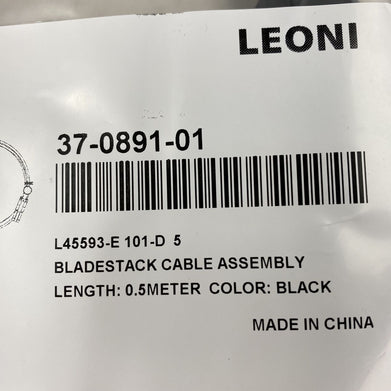 LEONI
37-0891-01
L45593-E 101-D 5
BLADESTACK CABLE ASSEMBLY
LENGTH: 0.5METER COLOR: BLACK
MADE IN CHINA